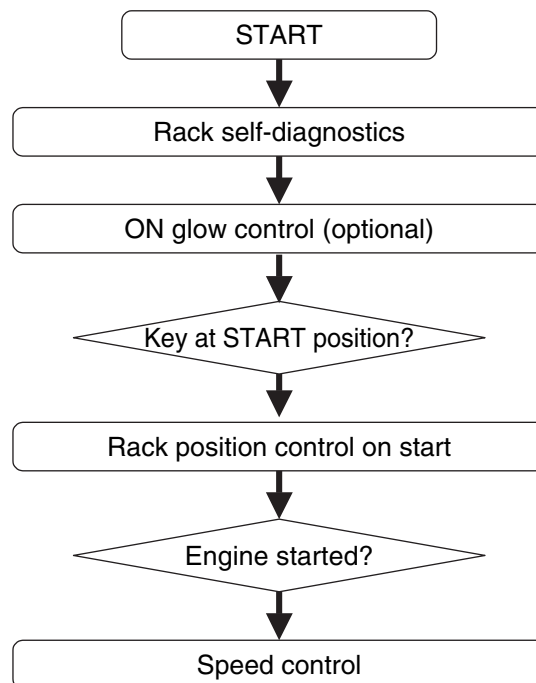 START
Rack self-diagnostics
ON glow control (optional)
Key at START position?
Rack position control on start
Engine started?
Speed control